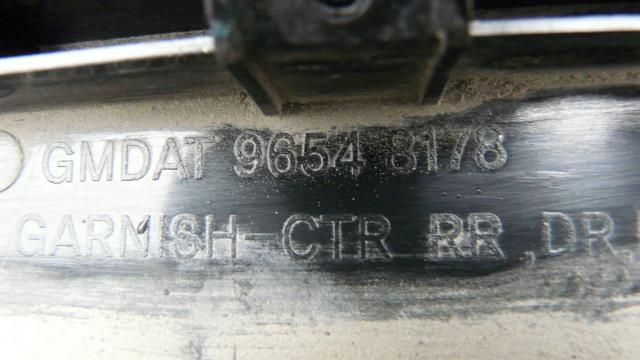 GMDAT 9654 8178
GARNISH-CTR RR, DR,